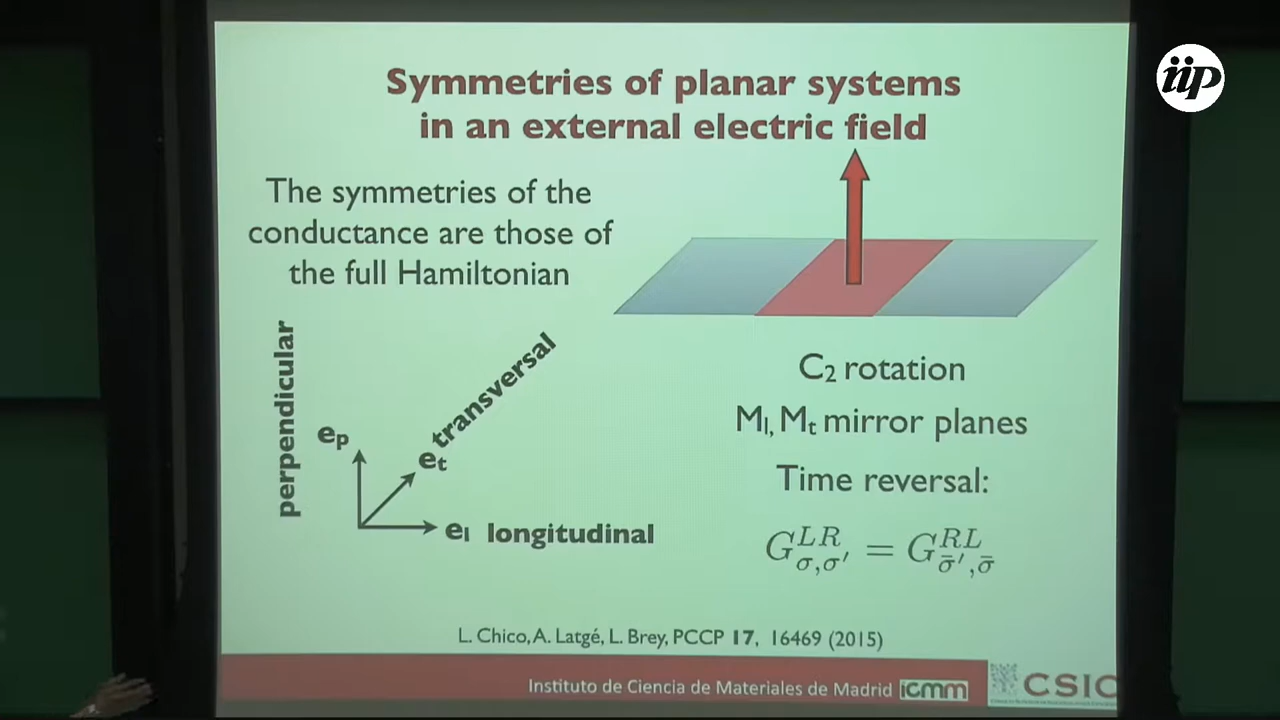 iip
Symmetries of planar systems
in an external electric field
The symmetries of the
conductance are those of
the full Hamiltonian
perpendicular
transversal
eₚ
eₜ
eₗ longitudinal
C₂ rotation
Mₗ, Mₜ mirror planes
Time reversal:
G^{LR}_{σ,σ′} = G^{RL}_{σ̄′,σ̄}
L. Chico, A. Latgé, L. Brey, PCCP 17, 16469 (2015)
Instituto de Ciencia de Materiales de Madrid icmm
CSIC